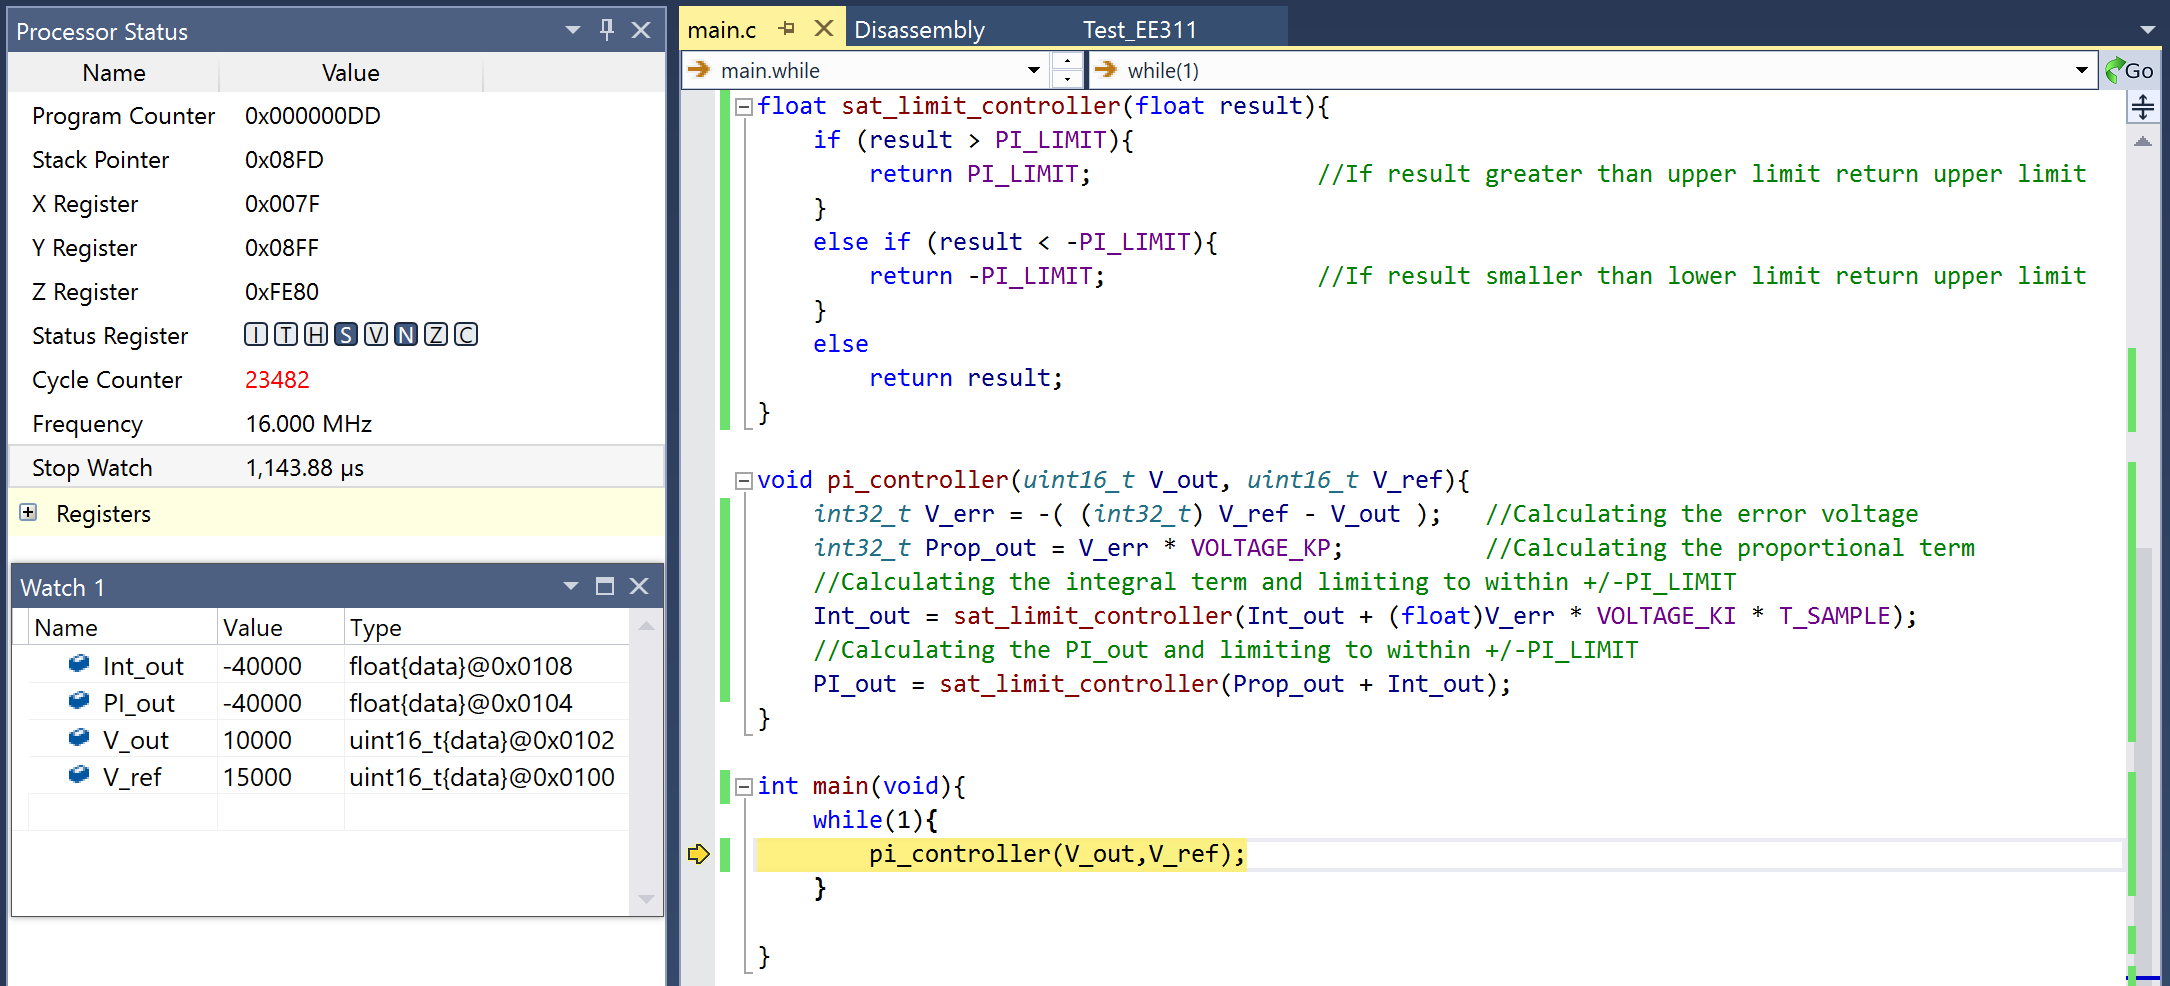 Processor Status
Name Value
Program Counter 0x000000DD
Stack Pointer 0x08FD
X Register 0x007F
Y Register 0x08FF
Z Register 0xFE80
Status Register I T H S V N Z C
Cycle Counter 23482
Frequency 16.000 MHz
Stop Watch 1,143.88 µs
Registers
Watch 1
Name Value Type
Int_out -40000 float{data}@0x0108
PI_out -40000 float{data}@0x0104
V_out 10000 uint16_t{data}@0x0102
V_ref 15000 uint16_t{data}@0x0100
main.c Disassembly Test_EE311
main.while while(1) Go
float sat_limit_controller(float result){
if (result > PI_LIMIT){
return PI_LIMIT; //If result greater than upper limit return upper limit
}
else if (result < -PI_LIMIT){
return -PI_LIMIT; //If result smaller than lower limit return upper limit
}
else
return result;
}
void pi_controller(uint16_t V_out, uint16_t V_ref){
int32_t V_err = -( (int32_t) V_ref - V_out ); //Calculating the error voltage
int32_t Prop_out = V_err * VOLTAGE_KP; //Calculating the proportional term
//Calculating the integral term and limiting to within +/-PI_LIMIT
Int_out = sat_limit_controller(Int_out + (float)V_err * VOLTAGE_KI * T_SAMPLE);
//Calculating the PI_out and limiting to within +/-PI_LIMIT
PI_out = sat_limit_controller(Prop_out + Int_out);
}
int main(void){
while(1){
pi_controller(V_out,V_ref);
}
}